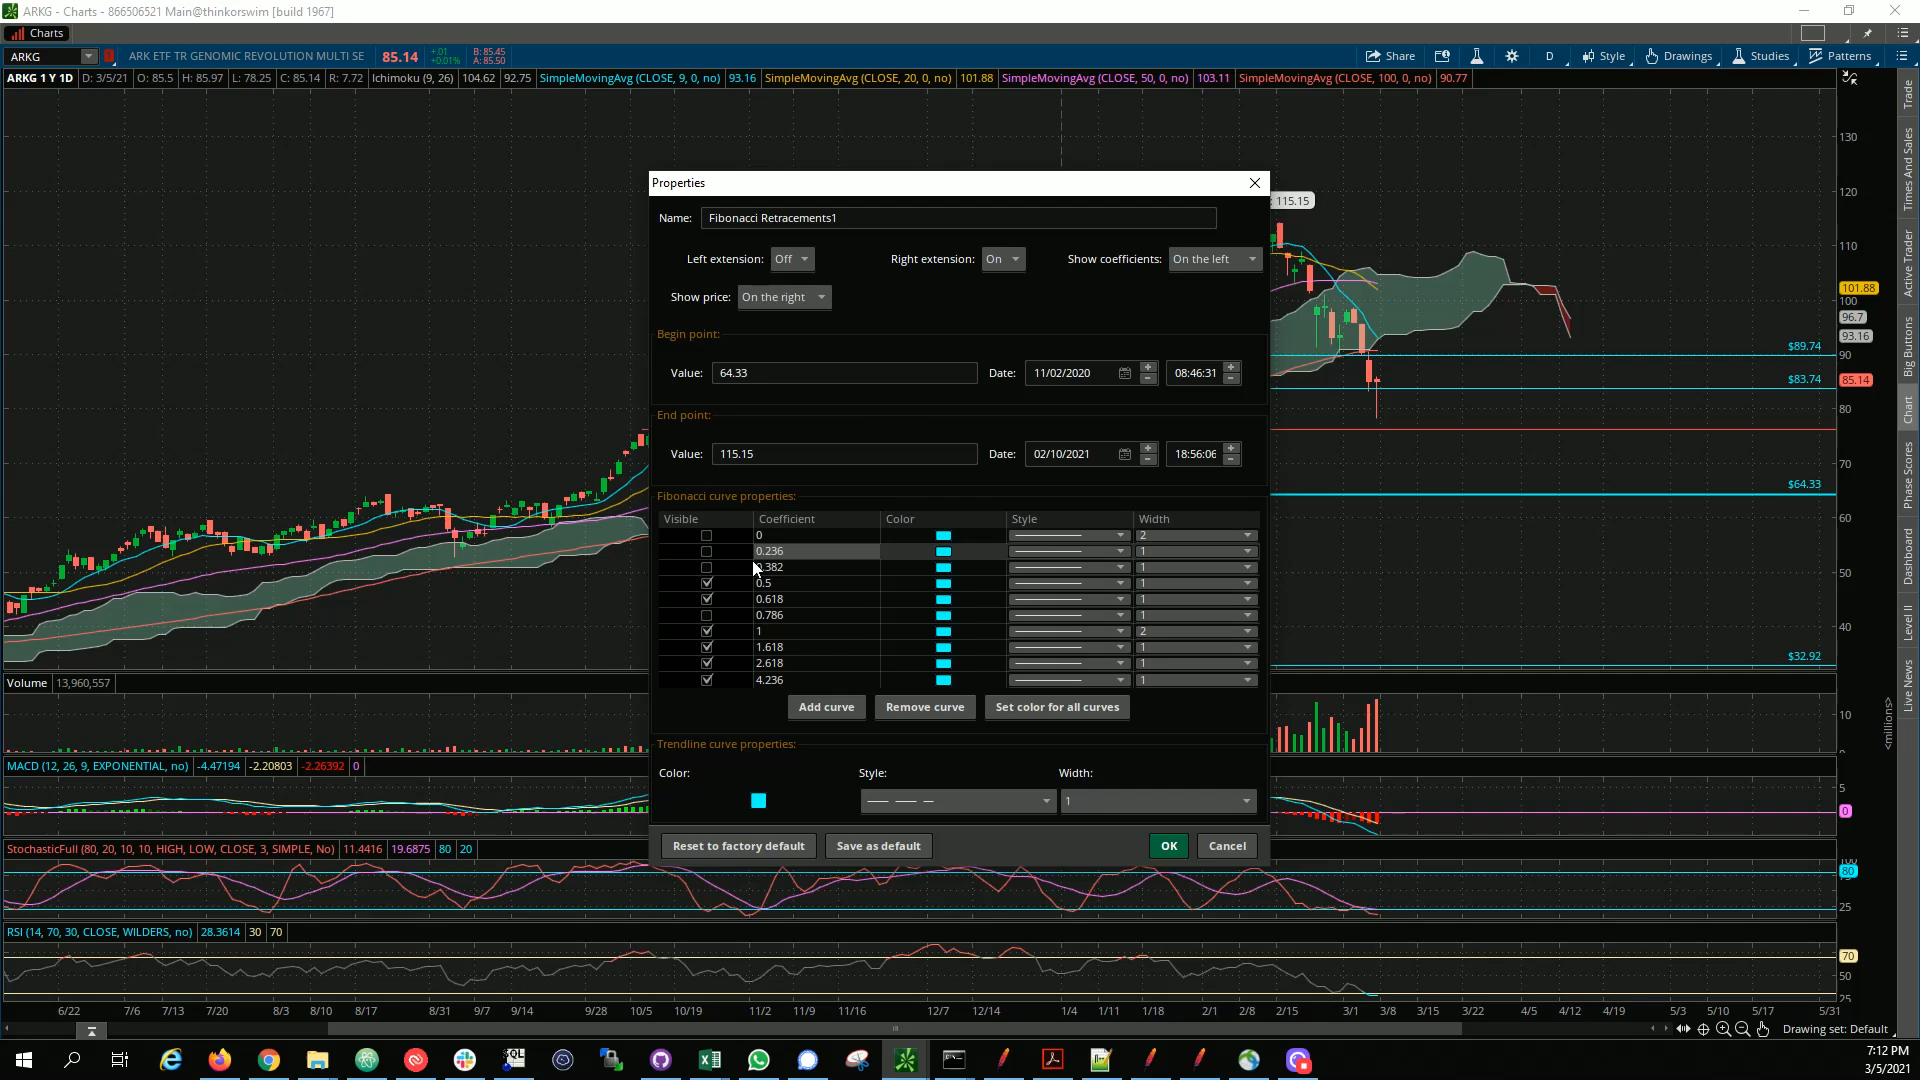 ARKG - Charts - 866506521 Main@thinkorswim [build 1967]
Charts
ARKG
ARK ETF TR GENOMIC REVOLUTION MULTI SE
85.14
+.01
+0.01%
B: 85.45
A: 85.50
Share
D
Style
Drawings
Studies
Patterns
ARKG 1 Y 1D
D: 3/5/21
O: 85.5
H: 85.97
L: 78.25
C: 85.14
R: 7.72
Ichimoku (9, 26)
104.62
92.75
SimpleMovingAvg (CLOSE, 9, 0, no)
93.16
SimpleMovingAvg (CLOSE, 20, 0, no)
101.88
SimpleMovingAvg (CLOSE, 50, 0, no)
103.11
SimpleMovingAvg (CLOSE, 100, 0, no)
90.77
Properties
Name:
Fibonacci Retracements1
Left extension:
Off
Right extension:
On
Show coefficients:
On the left
Show price:
On the right
Begin point:
Value:
64.33
Date:
11/02/2020
08:46:31
End point:
Value:
115.15
Date:
02/10/2021
18:56:06
Fibonacci curve properties:
Visible
Coefficient
Color
Style
Width
0
2
0.236
1
0.382
1
0.5
1
0.618
1
0.786
1
1
2
1.618
1
2.618
1
4.236
1
Add curve
Remove curve
Set color for all curves
Trendline curve properties:
Color:
Style:
Width:
1
Reset to factory default
Save as default
OK
Cancel
115.15
$89.74
$83.74
$64.33
$32.92
130
120
110
101.88
100
96.7
93.16
90
85.14
80
70
60
50
40
Trade
Times And Sales
Active Trader
Big Buttons
Chart
Phase Scores
Dashboard
Level II
Live News
Volume
13,960,557
10
<millions>
MACD (12, 26, 9, EXPONENTIAL, no)
-4.47194
-2.20803
-2.26392
0
5
0
StochasticFull (80, 20, 10, 10, HIGH, LOW, CLOSE, 3, SIMPLE, No)
11.4416
19.6875
80
20
80
25
RSI (14, 70, 30, CLOSE, WILDERS, no)
28.3614
30
70
70
50
25
6/22
7/6
7/13
7/20
8/3
8/10
8/17
8/31
9/7
9/14
9/28
10/5
10/19
11/2
11/9
11/16
12/7
12/14
1/4
1/11
1/18
2/1
2/8
2/15
3/1
3/8
3/15
3/22
4/5
4/12
4/19
5/3
5/10
5/17
5/31
Drawing set: Default
SQL
7:12 PM
3/5/2021